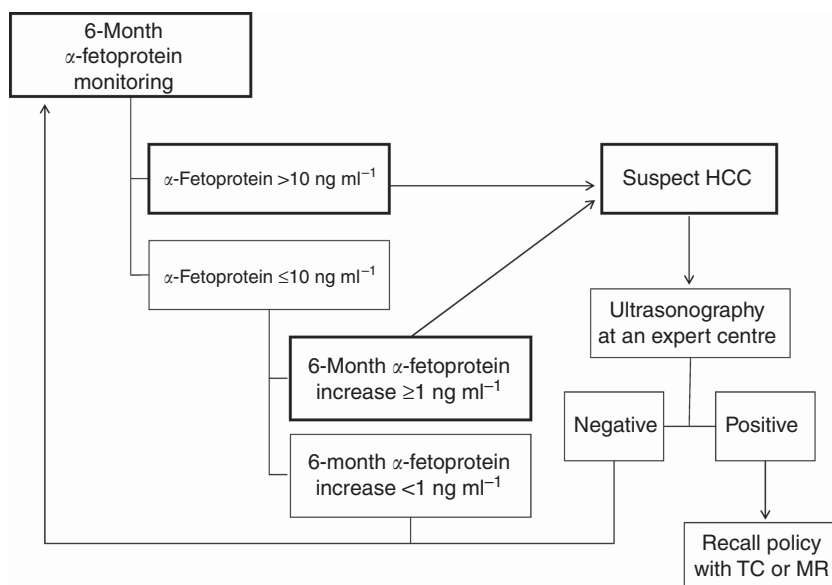 6-Month
α-fetoprotein
monitoring
α-Fetoprotein >10 ng ml⁻¹
Suspect HCC
α-Fetoprotein ≤10 ng ml⁻¹
Ultrasonography
at an expert centre
6-Month α-fetoprotein
increase ≥1 ng ml⁻¹
Negative
Positive
6-month α-fetoprotein
increase <1 ng ml⁻¹
Recall policy
with TC or MR